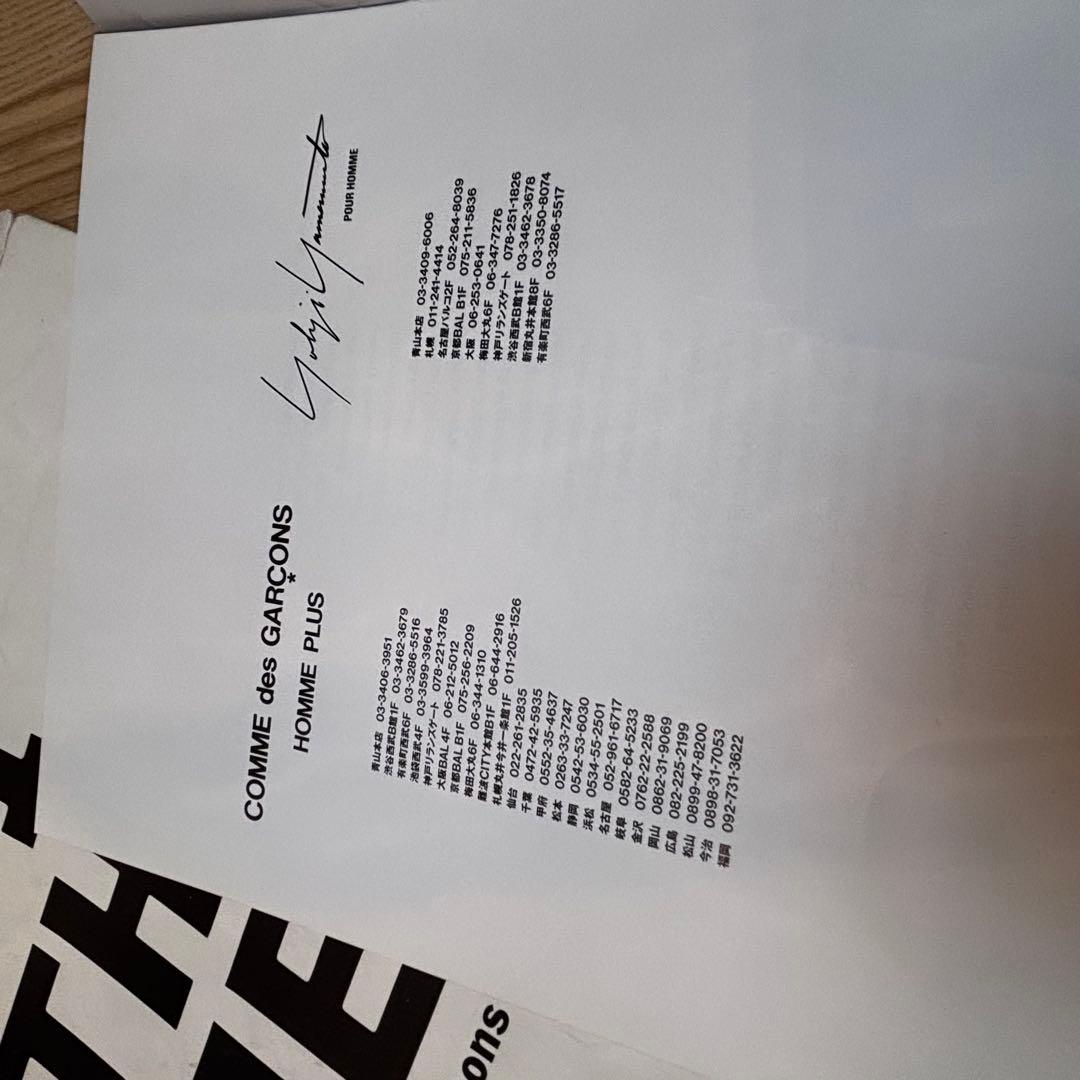 COMME des GARÇONS
*
HOMME PLUS
青山本店 03-3406-3951
渋谷西武B館1F 03-3462-3679
有楽町西武6F 03-3286-5516
池袋西武4F 03-3599-3964
神戸リランズゲート 078-221-3785
大阪BAL 4F 06-212-5012
京都BAL B1F 075-256-2209
梅田大丸6F 06-344-1310
難波CITY本館B1F 06-644-2916
札幌丸井今井一条館1F 011-205-1526
仙台 022-261-2835
千葉 0472-42-5935
甲府 0552-35-4637
松本 0263-33-7247
静岡 0542-53-6030
浜松 0534-55-2501
名古屋 052-961-6717
岐阜 0582-64-5233
金沢 0762-22-2588
岡山 0862-31-9069
広島 082-225-2199
松山 0899-47-8200
今治 0898-31-7053
福岡 092-731-3622
Yohji Yamamoto
POUR HOMME
青山本店 03-3409-6006
札幌 011-241-4414
名古屋パルコ2F 052-264-8039
京都BAL B1F 075-211-5836
大阪 06-253-0641
梅田大丸6F 06-347-7276
神戸リランズゲート 078-251-1826
渋谷西武B館1F 03-3462-3678
新宿丸井本館8F 03-3350-8074
有楽町西武6F 03-3286-5517
ons